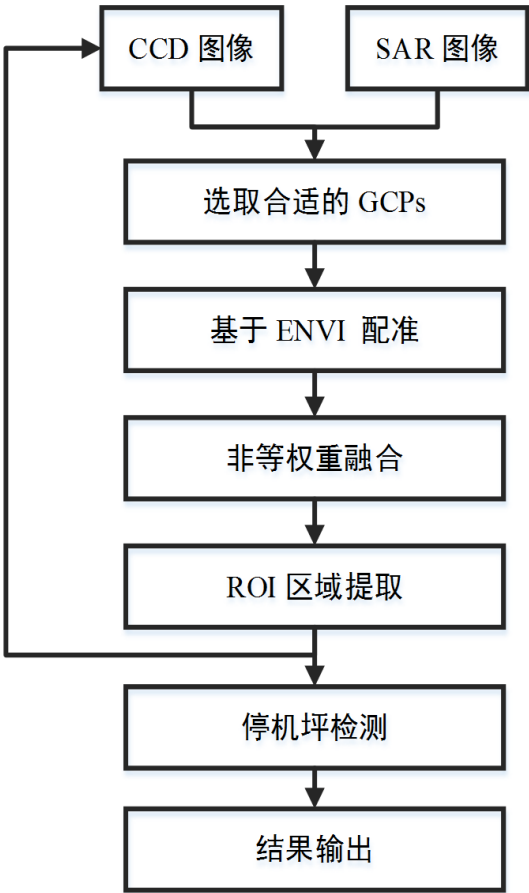 CCD 图像
SAR 图像
选取合适的 GCPs
基于 ENVI 配准
非等权重融合
ROI 区域提取
停机坪检测
结果输出